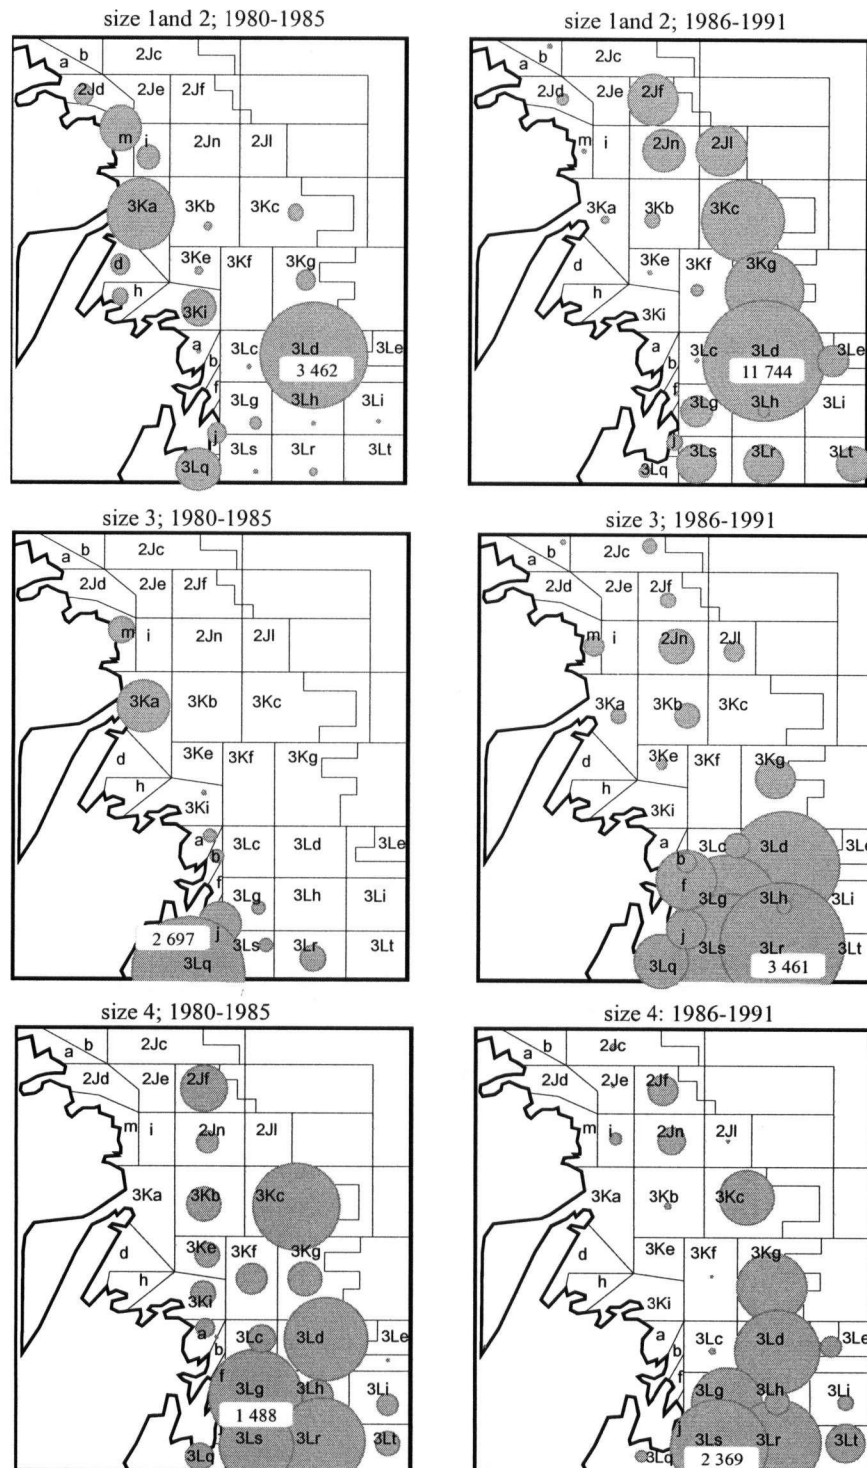 size 1and 2; 1980-1985
a b 2Jc
2Jd 2Je 2Jf
m i 2Jn 2Jl
3Ka 3Kb 3Kc
d 3Ke 3Kf 3Kg
h
3Ki
a 3Lc 3Ld 3Le
b 3 462
f 3Lg 3Lh 3Li
j 3Ls 3Lr 3Lt
3Lq
size 1and 2; 1986-1991
b 2Jc
a
2Jd 2Je 2Jf
m i 2Jn 2Jl
3Ka 3Kb 3Kc
d 3Ke 3Kf 3Kg
h
3Ki
a 3Lc 3Ld 3Le
b 11 744
f 3Lg 3Lh 3Li
j 3Ls 3Lr 3Lt
3Lq
size 3; 1980-1985
a b 2Jc
2Jd 2Je 2Jf
m i 2Jn 2Jl
3Ka 3Kb 3Kc
d 3Ke 3Kf 3Kg
h
3Ki
a 3Lc 3Ld 3Le
b
f 3Lg 3Lh 3Li
2 697 j 3Ls 3Lr 3Lt
3Lq
size 3; 1986-1991
a b 2Jc
2Jd 2Je 2Jf
m i 2Jn 2Jl
3Ka 3Kb 3Kc
d 3Ke 3Kf 3Kg
h
3Ki
a 3Lc 3Ld 3Le
b
f 3Lg 3Lh 3Li
j 3Ls 3Lr 3Lt
3Lq 3 461
size 4; 1980-1985
a b 2Jc
2Jd 2Je 2Jf
m i 2Jn 2Jl
3Ka 3Kb 3Kc
d 3Ke 3Kf 3Kg
h
3Ki
a 3Lc 3Ld 3Le
b
f 3Lg 3Lh 3Li
1 488
j 3Ls 3Lr 3Lt
3Lq
size 4: 1986-1991
a b 2Jc
2Jd 2Je 2Jf
m i 2Jn 2Jl
3Ka 3Kb 3Kc
d 3Ke 3Kf 3Kg
h
3Ki
a 3Lc 3Ld 3Le
b
f 3Lg 3Lh 3Li
j 3Ls 3Lr 3Lt
3Lq 2 369